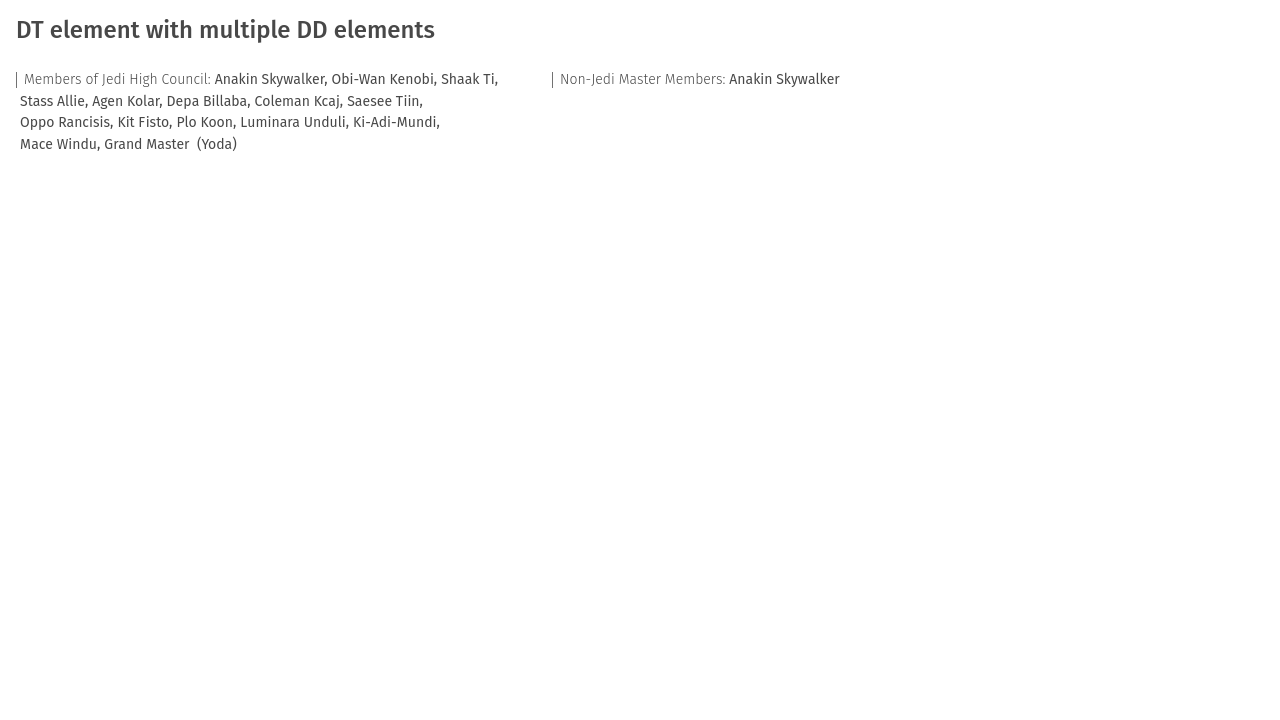 DT element with multiple DD elements
Members of Jedi High Council: Anakin Skywalker, Obi-Wan Kenobi, Shaak Ti,
Stass Allie, Agen Kolar, Depa Billaba, Coleman Kcaj, Saesee Tiin,
Oppo Rancisis, Kit Fisto, Plo Koon, Luminara Unduli, Ki-Adi-Mundi,
Mace Windu, Grand Master (Yoda)
Non-Jedi Master Members: Anakin Skywalker